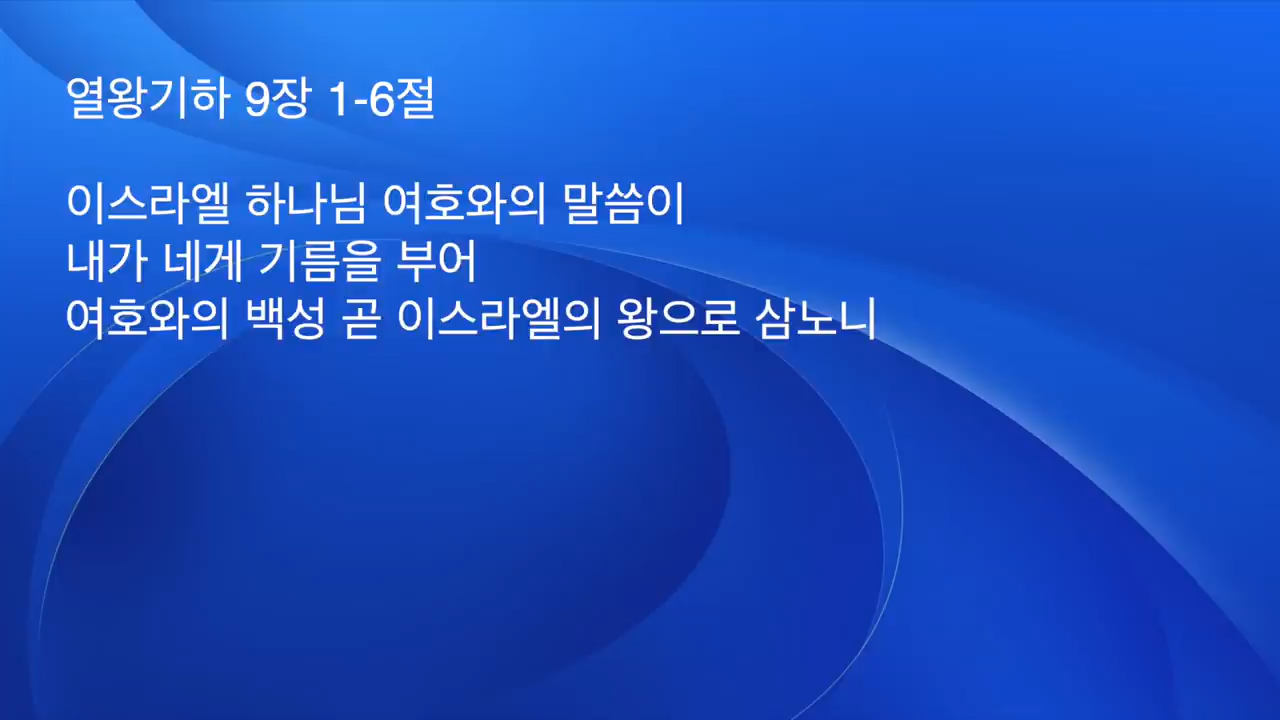 열왕기하 9장 1-6절
이스라엘 하나님 여호와의 말씀이
내가 네게 기름을 부어
여호와의 백성 곧 이스라엘의 왕으로 삼노니